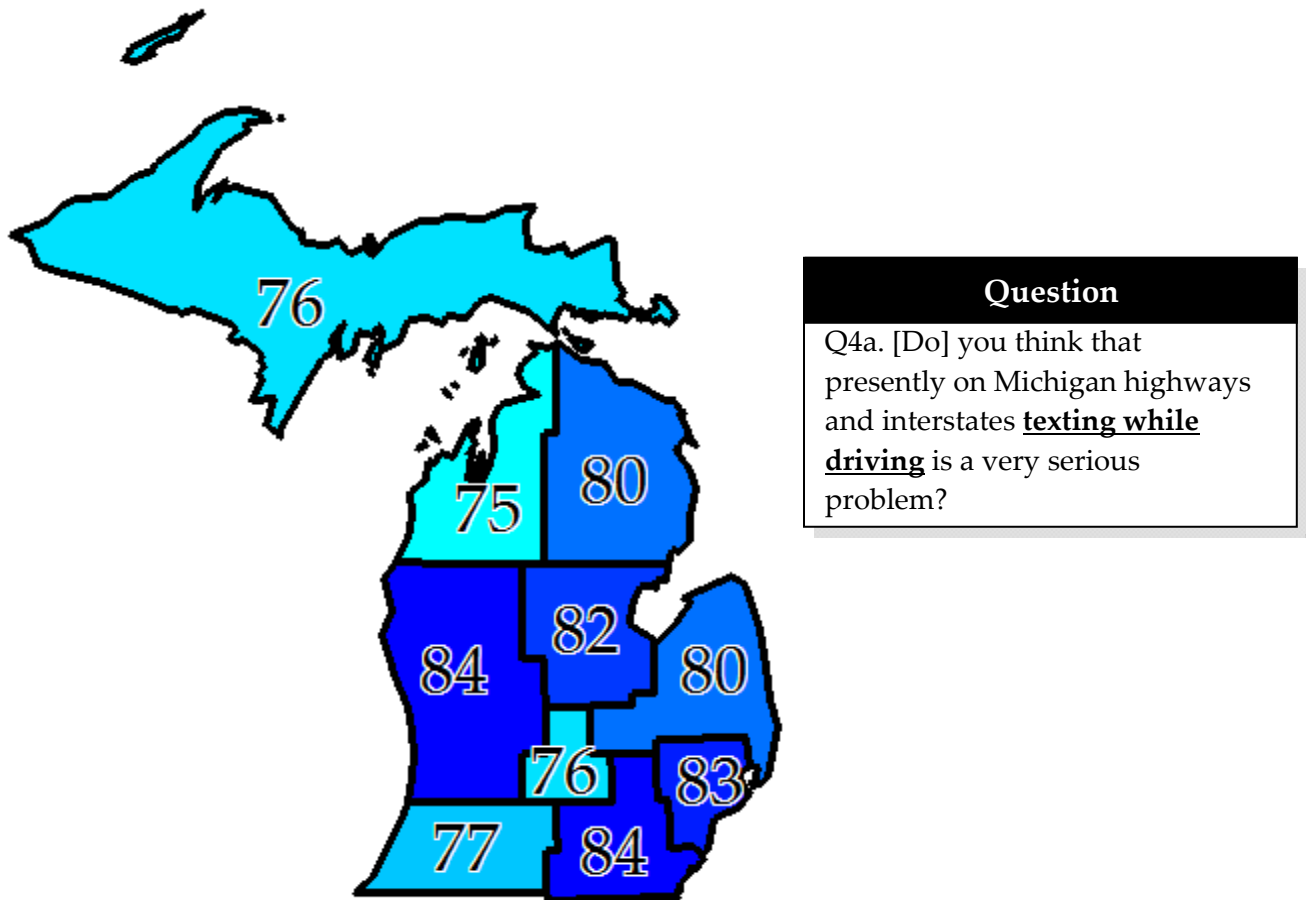 76
Question
Q4a. [Do] you think that
presently on Michigan highways
and interstates texting while
driving is a very serious
problem?
75
80
82
84
80
76
83
77
84